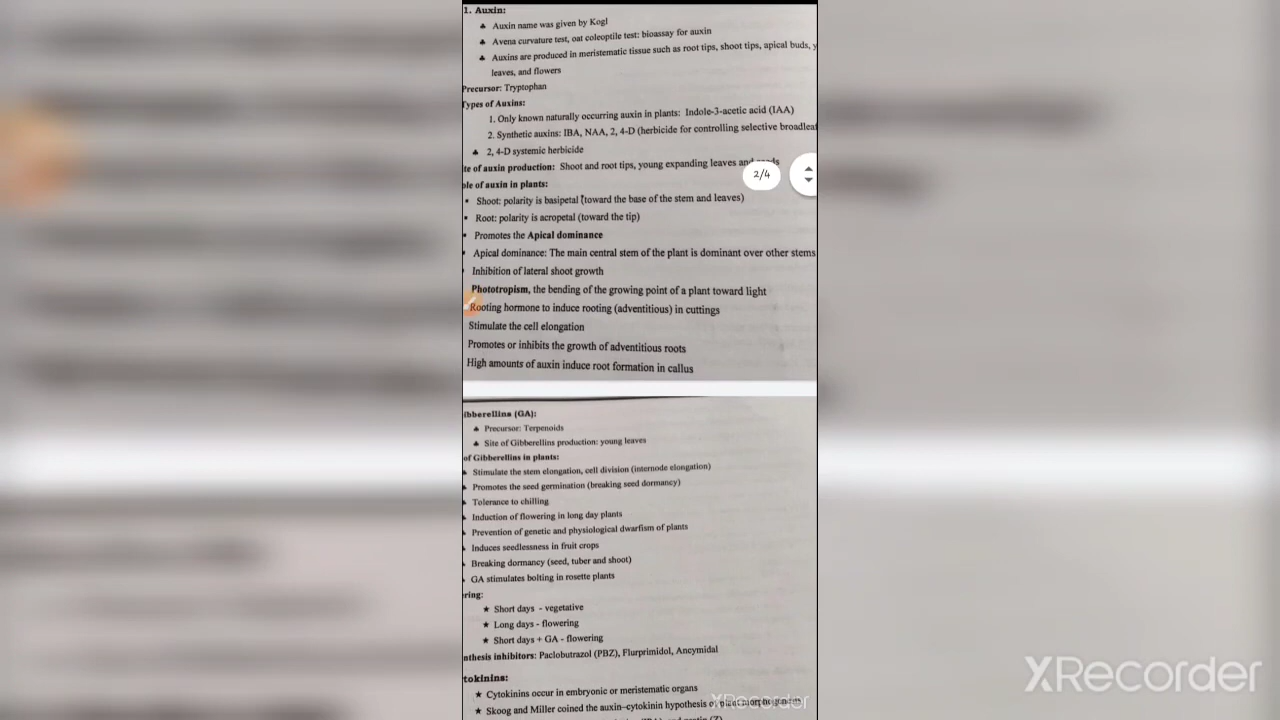 1. Auxin:
♣ Auxin name was given by Kogl
♣ Avena curvature test, oat coleoptile test: bioassay for auxin
♣ Auxins are produced in meristematic tissue such as root tips, shoot tips, apical buds, y
leaves, and flowers
Precursor: Tryptophan
Types of Auxins:
1. Only known naturally occurring auxin in plants: Indole-3-acetic acid (IAA)
2. Synthetic auxins: IBA, NAA, 2, 4-D (herbicide for controlling selective broadleaf
♣ 2, 4-D systemic herbicide
te of auxin production: Shoot and root tips, young expanding leaves and
2/4
ole of auxin in plants:
▪ Shoot: polarity is basipetal (toward the base of the stem and leaves)
▪ Root: polarity is acropetal (toward the tip)
▪ Promotes the Apical dominance
Apical dominance: The main central stem of the plant is dominant over other stems
Inhibition of lateral shoot growth
Phototropism, the bending of the growing point of a plant toward light
Rooting hormone to induce rooting (adventitious) in cuttings
Stimulate the cell elongation
Promotes or inhibits the growth of adventitious roots
High amounts of auxin induce root formation in callus
ibberellins (GA):
♣ Precursor: Terpenoids
♣ Site of Gibberellins production: young leaves
of Gibberellins in plants:
Stimulate the stem elongation, cell division (internode elongation)
Promotes the seed germination (breaking seed dormancy)
Tolerance to chilling
Induction of flowering in long day plants
Prevention of genetic and physiological dwarfism of plants
Induces seedlessness in fruit crops
Breaking dormancy (seed, tuber and shoot)
GA stimulates bolting in rosette plants
ering:
★ Short days - vegetative
★ Long days - flowering
★ Short days + GA - flowering
nthesis inhibitors: Paclobutrazol (PBZ), Flurprimidol, Ancymidal
tokinins:
★ Cytokinins occur in embryonic or meristematic organs
★ Skoog and Miller coined the auxin-cytokinin hypothesis of plant
XRecorder
XRecorder